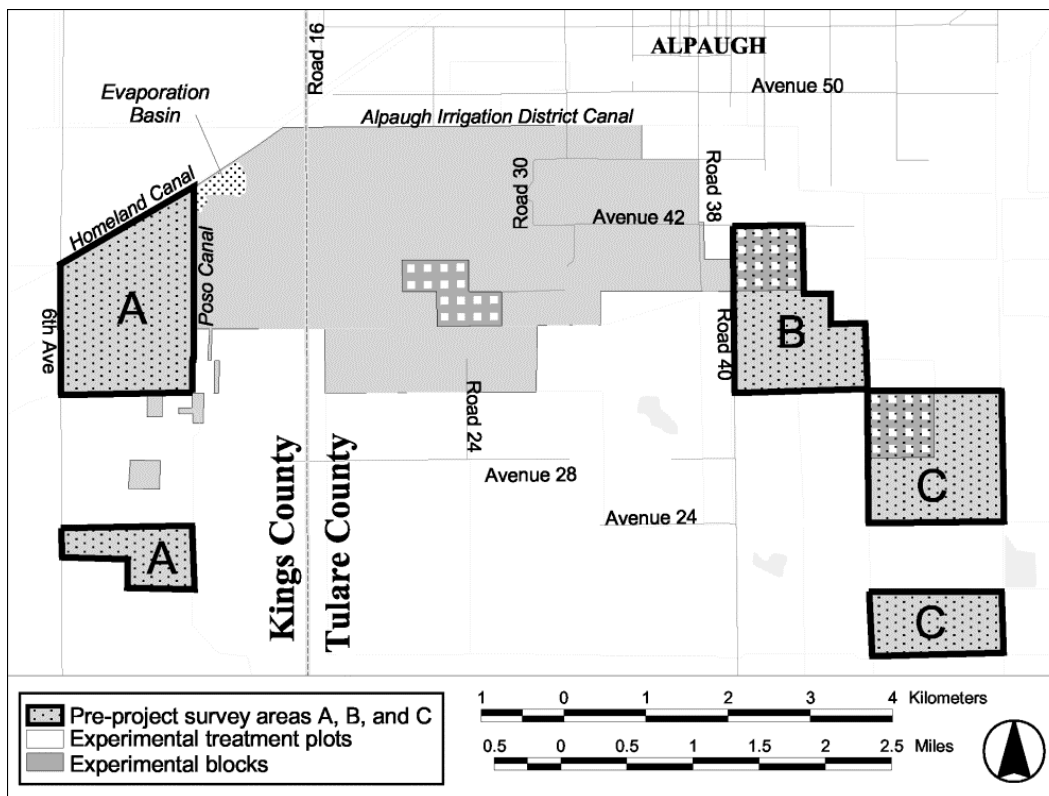 ALPAUGH
Road 16
Avenue 50
Evaporation
Basin
Alpaugh Irrigation District Canal
Homeland Canal
Road 30
Road 38
Avenue 42
Poso Canal
A
6th Ave
B
Road 40
Road 24
Kings County
Tulare County
Avenue 28
C
Avenue 24
A
C
Pre-project survey areas A, B, and C
Experimental treatment plots
Experimental blocks
1 0 1 2 3 4 Kilometers
0.5 0 0.5 1 1.5 2 2.5 Miles